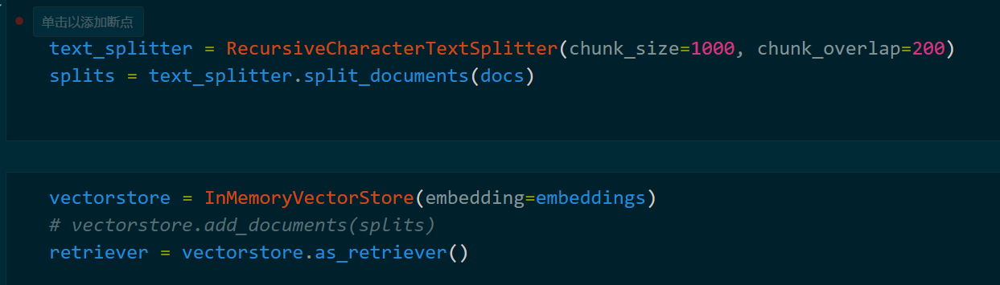 单击以添加断点
text_splitter = RecursiveCharacterTextSplitter(chunk_size=1000, chunk_overlap=200)
splits = text_splitter.split_documents(docs)
vectorstore = InMemoryVectorStore(embedding=embeddings)
# vectorstore.add_documents(splits)
retriever = vectorstore.as_retriever()